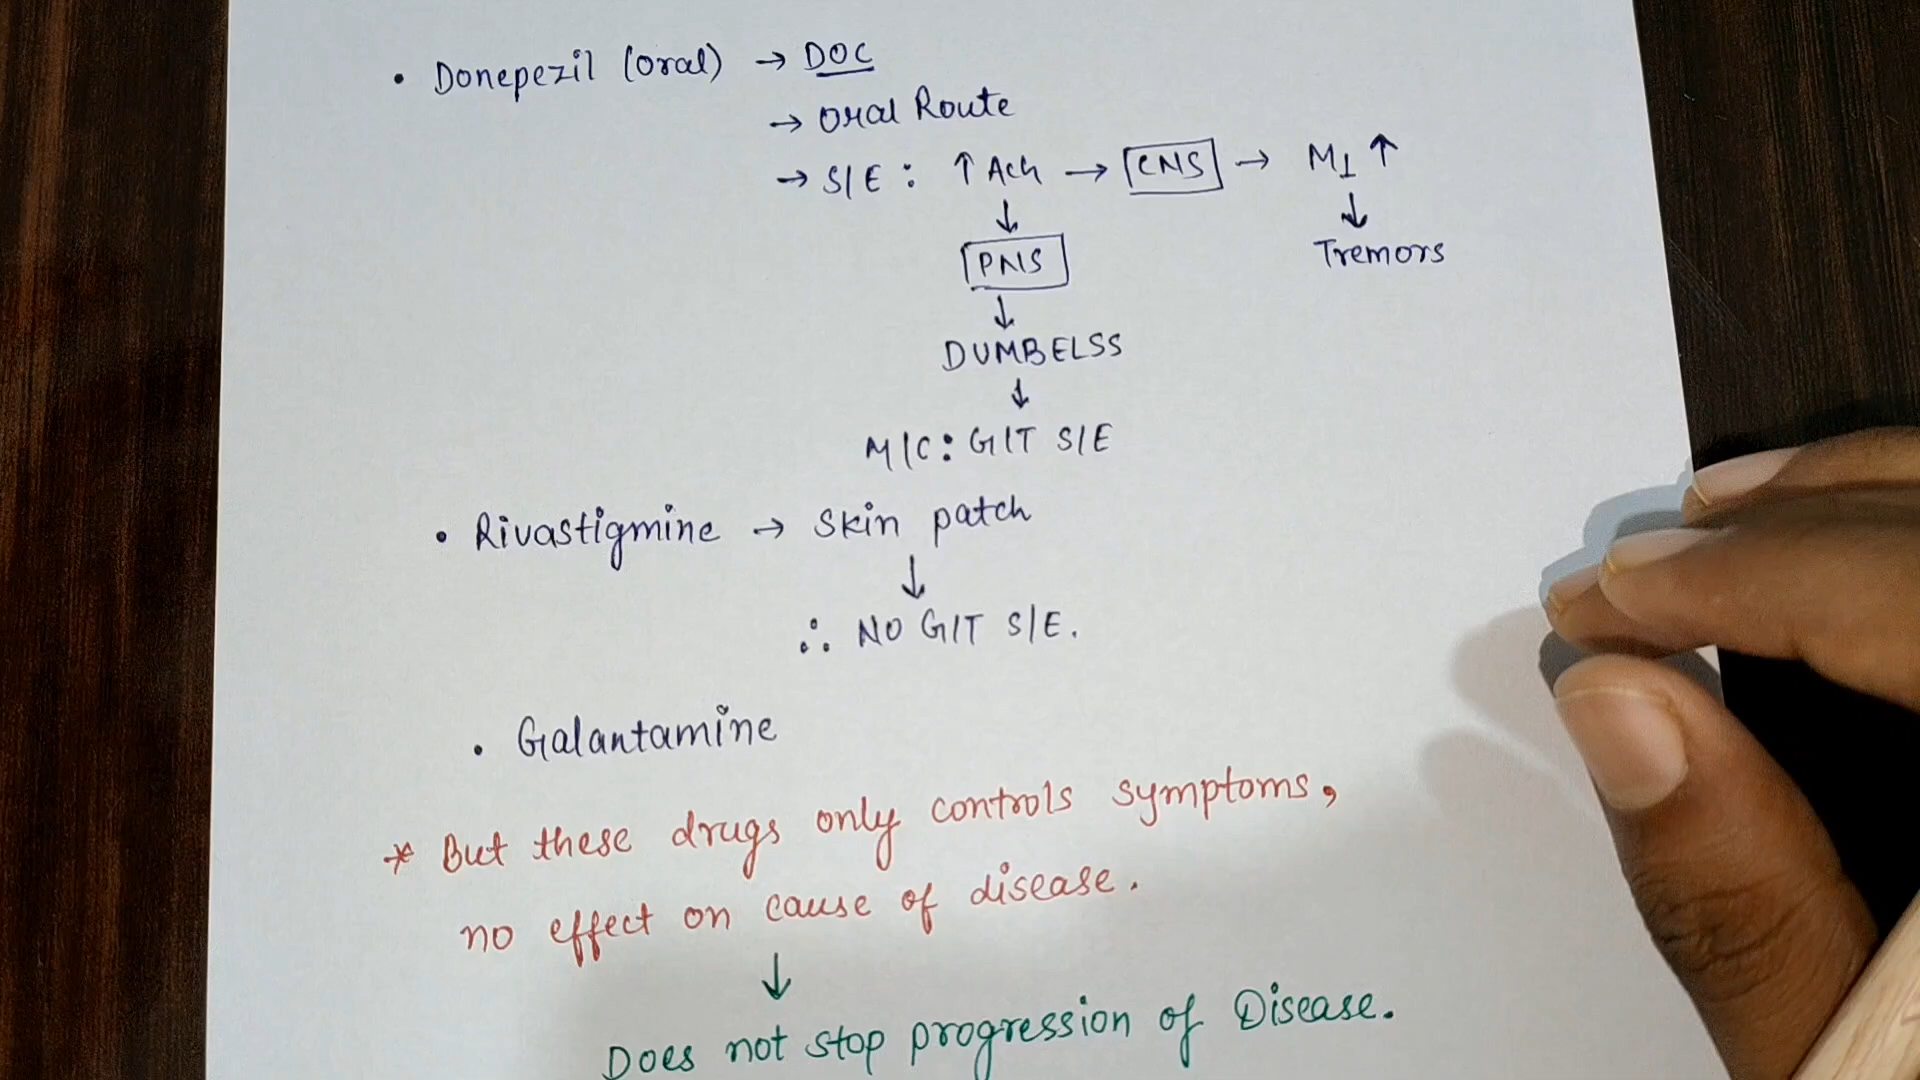 • Donepezil (oral) → DOC
→ Oral Route
→ S/E : ↑ Ach → CNS → M1 ↑
↓ ↓
PNS Tremors
↓
DUMBELSS
↓
M/C : GIT S/E
• Rivastigmine → Skin patch
↓
∴ NO GIT S/E.
• Galantamine
* But these drugs only controls symptoms,
no effect on cause of disease.
↓
Does not stop progression of Disease.